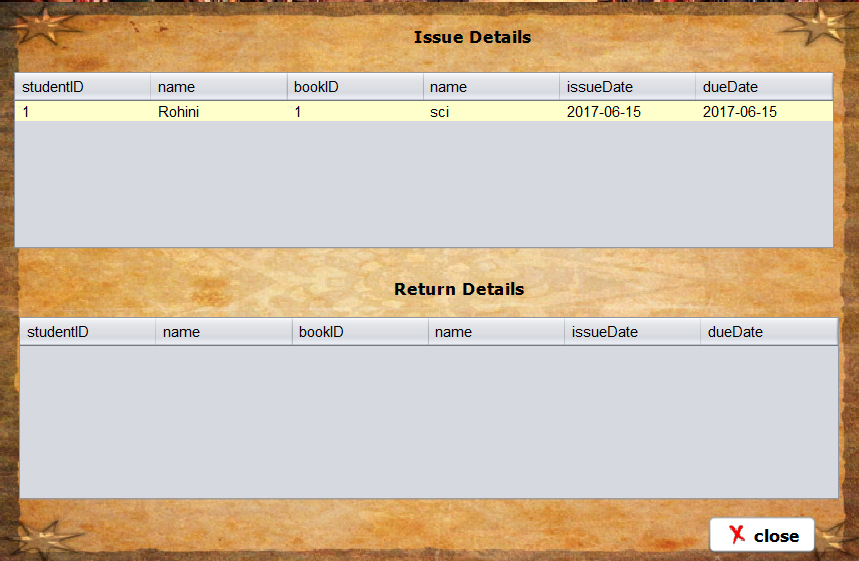 Issue Details
studentID name bookID name issueDate dueDate
1 Rohini 1 sci 2017-06-15 2017-06-15
Return Details
studentID name bookID name issueDate dueDate
close